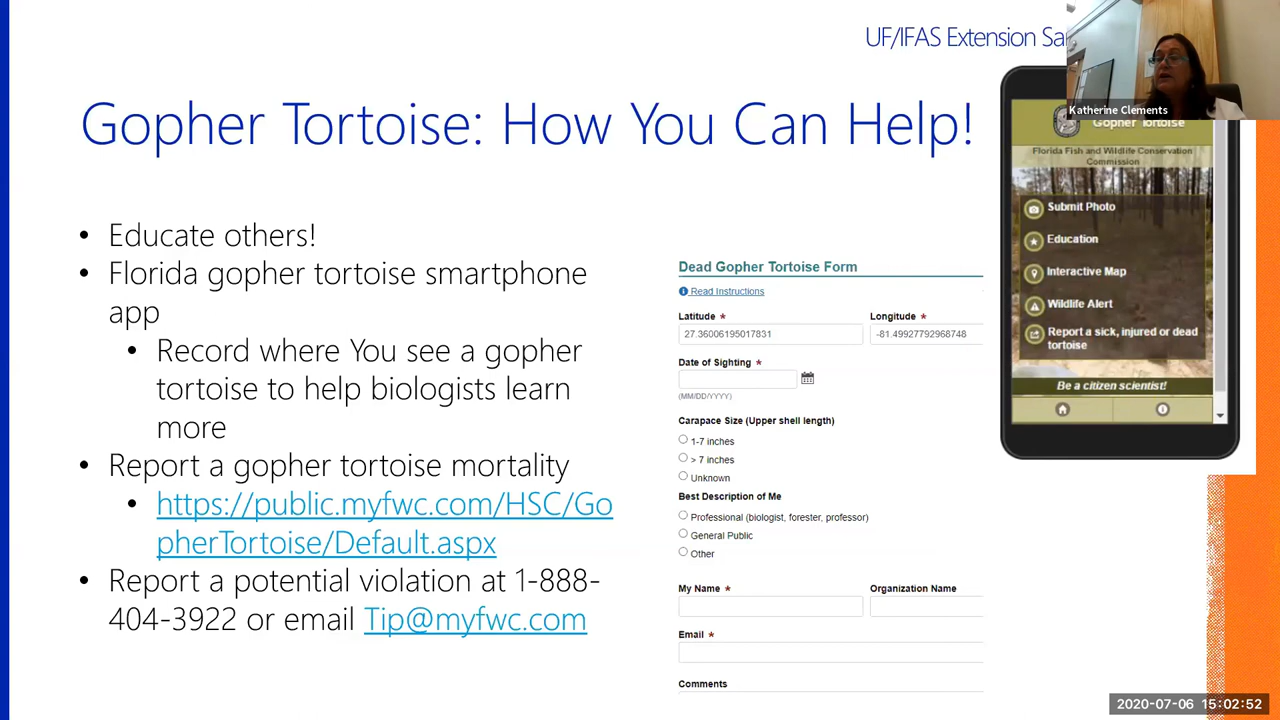 UF/IFAS Extension
Katherine Clements
Gopher Tortoise: How You Can Help!
• Educate others!
• Florida gopher tortoise smartphone
app
• Record where You see a gopher
tortoise to help biologists learn
more
• Report a gopher tortoise mortality
• https://public.myfwc.com/HSC/Go
pherTortoise/Default.aspx
• Report a potential violation at 1-888-
404-3922 or email Tip@myfwc.com
Dead Gopher Tortoise Form
Read Instructions
Latitude * Longitude *
27.36006195017831 -81.49927792968748
Date of Sighting *
(MM/DD/YYYY)
Carapace Size (Upper shell length)
1-7 inches
> 7 inches
Unknown
Best Description of Me
Professional (biologist, forester, professor)
General Public
Other
My Name * Organization Name
Email *
Comments
Gopher Tortoise
Florida Fish and Wildlife Conservation
Commission
Submit Photo
Education
Interactive Map
Wildlife Alert
Report a sick, injured or dead
tortoise
Be a citizen scientist!
2020-07-06 15:02:52